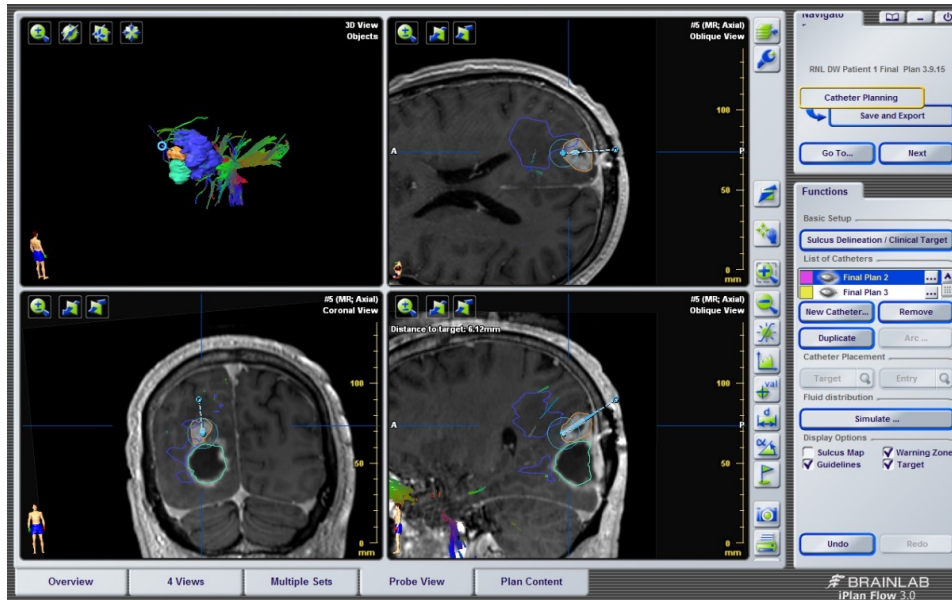 3D View
Objects
#5 (MR; Axial)
Oblique View
100
A
P
50
0
mm
#5 (MR; Axial)
Coronal View
100
50
0
mm
#5 (MR; Axial)
Oblique View
Distance to target: 6.12mm
100
A
P
50
0
mm
val
d
Navigato
r
RNL DW Patient 1 Final Plan 3.9.15
Catheter Planning
Save and Export
Go To...
Next
Functions
Basic Setup
Sulcus Delineation / Clinical Target
List of Catheters
Final Plan 2 ...
Final Plan 3 ...
New Catheter...
Remove
Duplicate
Arc ...
Catheter Placement
Target
Entry
Fluid distribution
Simulate ...
Display Options
Sulcus Map
Warning Zone
Guidelines
Target
Undo
Redo
Overview
4 Views
Multiple Sets
Probe View
Plan Content
BRAINLAB
iPlan Flow 3.0